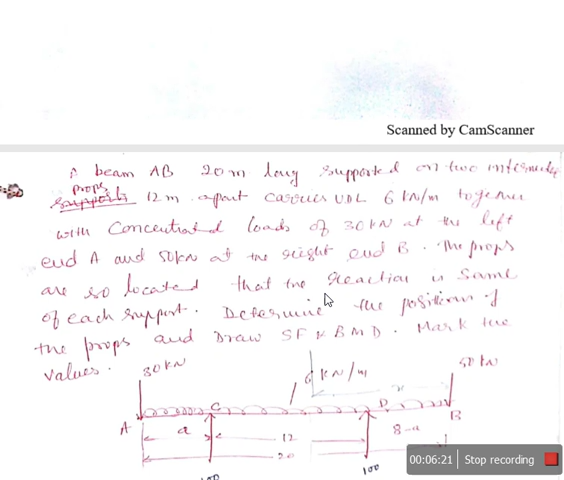 Scanned by CamScanner
A beam AB 20 m long supported on two intermediate
props
supports 12 m apart carries UDL 6 kN/m together
with Concentrated loads of 30 kN at the left
end A and 50 kN at the right end B. The props
are so located that the reaction is same
of each support. Determine the position of
the props and Draw SF & BMD. Mark the
values.
30 kN
6 kN/m
50 kN
x
A
C
D
B
a
12
8-a
20
100
100
00:06:21 Stop recording